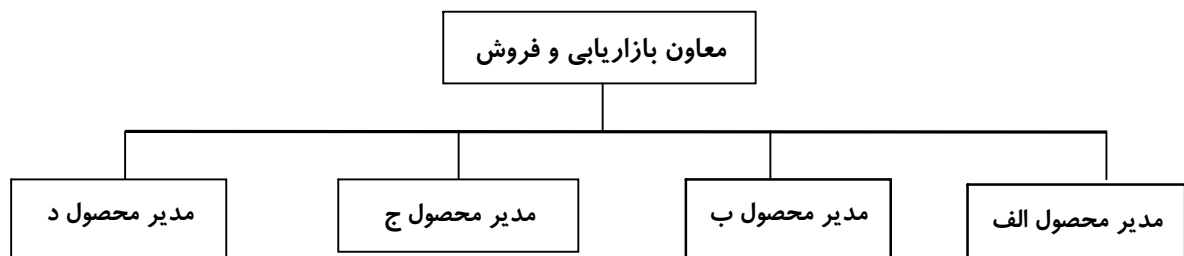 معاون بازاریابی و فروش
مدیر محصول الف
مدیر محصول ب
مدیر محصول ج
مدیر محصول د